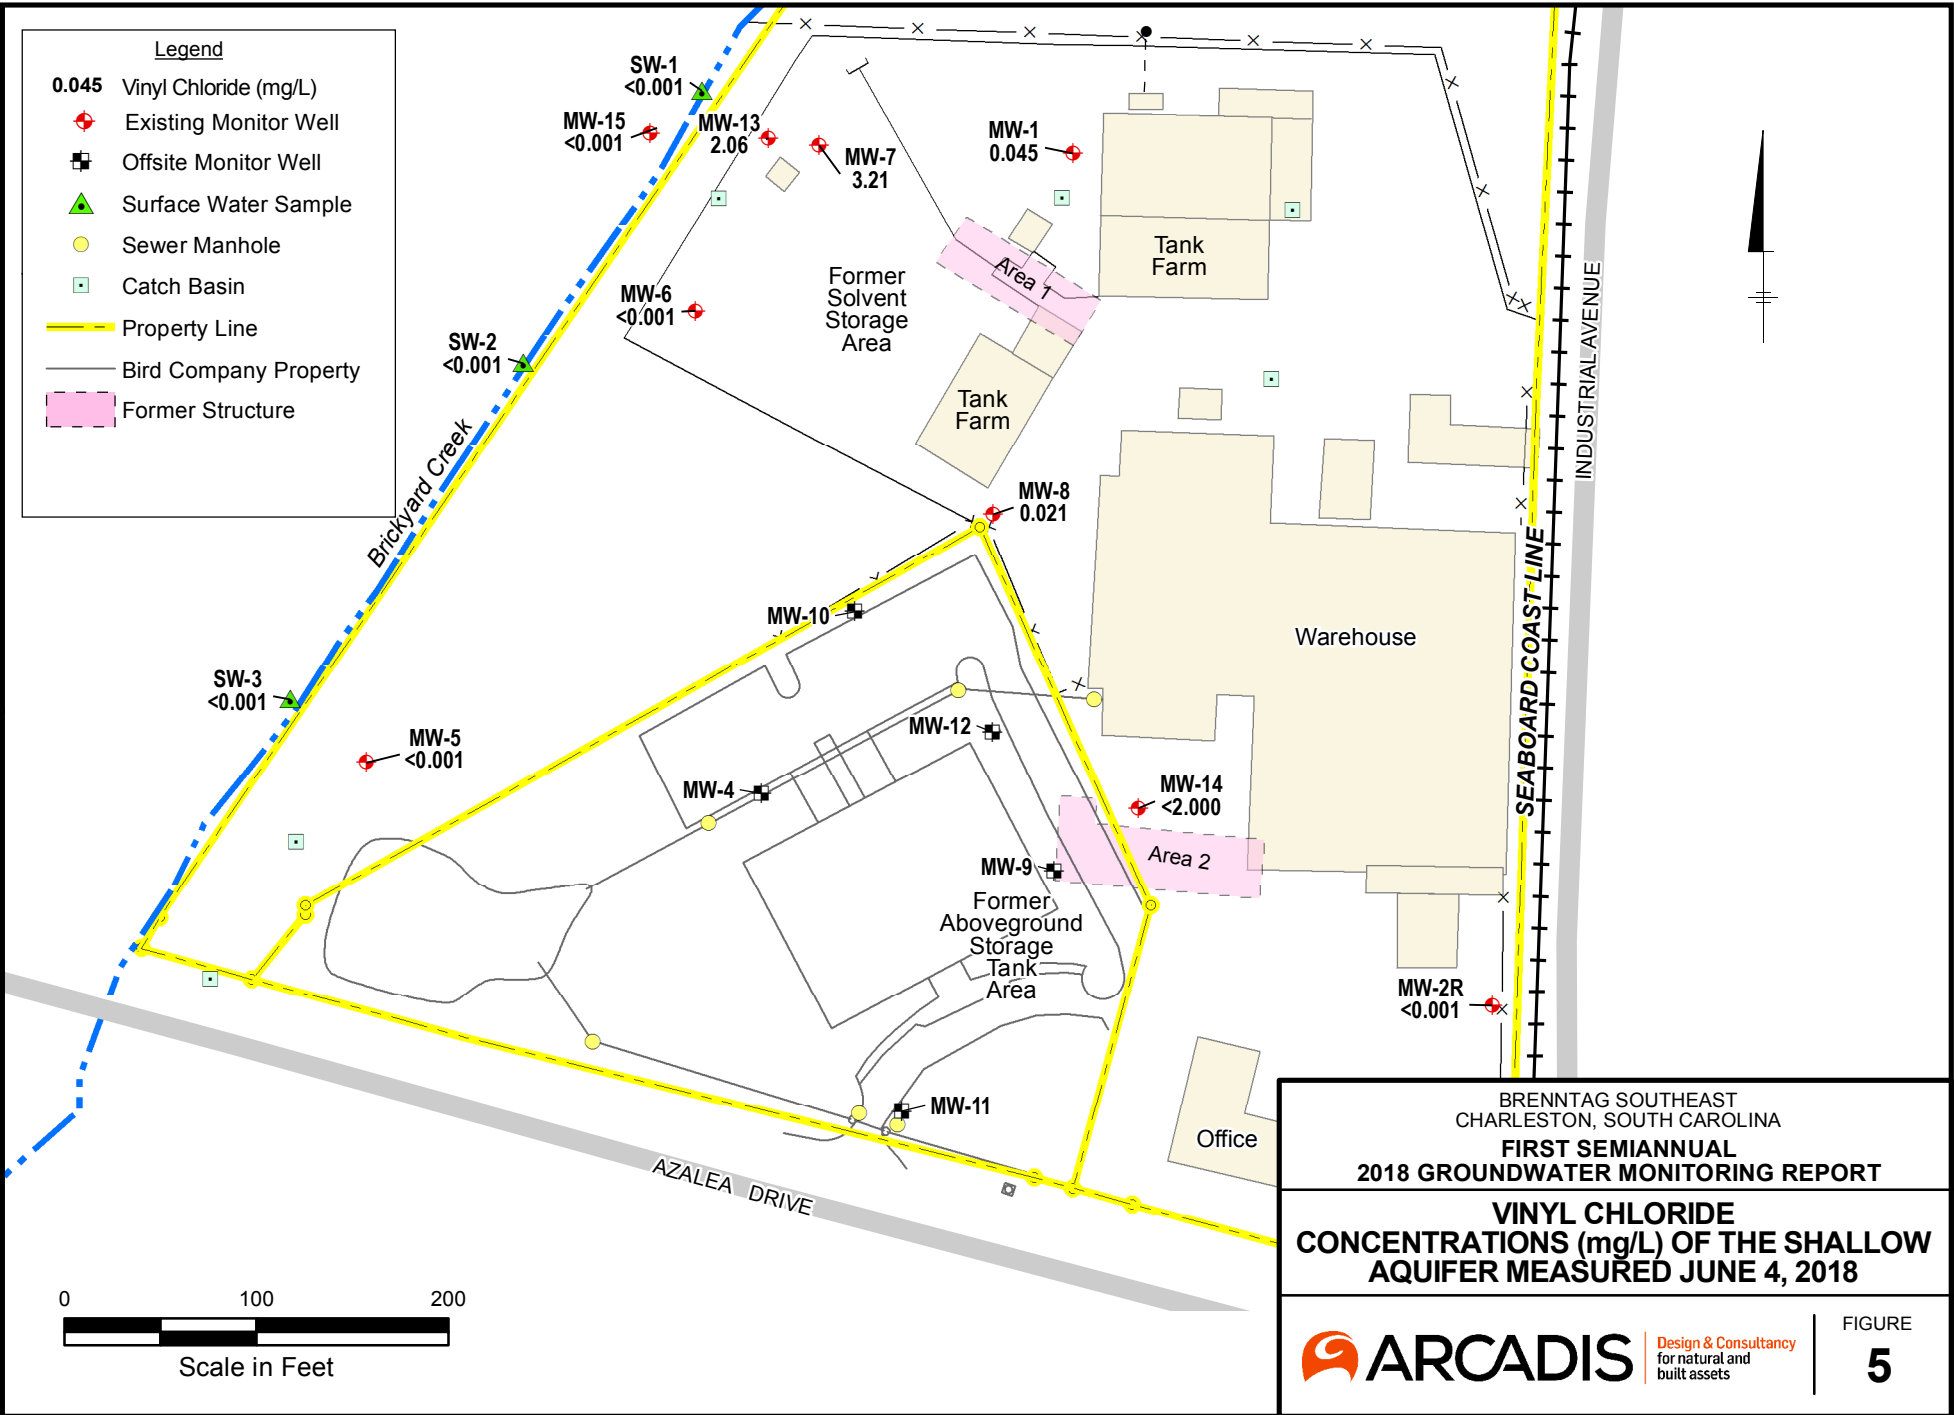 Legend
0.045 Vinyl Chloride (mg/L)
Existing Monitor Well
Offsite Monitor Well
Surface Water Sample
Sewer Manhole
Catch Basin
Property Line
Bird Company Property
Former Structure
SW-1
<0.001
MW-15
<0.001
MW-13
2.06
MW-7
3.21
MW-1
0.045
Tank
Farm
Area 1
Former
Solvent
Storage
Area
MW-6
<0.001
SW-2
<0.001
Tank
Farm
INDUSTRIAL AVENUE
Brickyard Creek
MW-8
0.021
MW-10
Warehouse
SEABOARD COAST LINE
SW-3
<0.001
MW-5
<0.001
MW-12
MW-4
MW-14
<2.000
MW-9
Area 2
Former
Aboveground
Storage
Tank
Area
MW-2R
<0.001
MW-11
Office
AZALEA DRIVE
0 100 200
Scale in Feet
BRENNTAG SOUTHEAST
CHARLESTON, SOUTH CAROLINA
FIRST SEMIANNUAL
2018 GROUNDWATER MONITORING REPORT
VINYL CHLORIDE
CONCENTRATIONS (mg/L) OF THE SHALLOW
AQUIFER MEASURED JUNE 4, 2018
ARCADIS
Design & Consultancy
for natural and
built assets
FIGURE
5